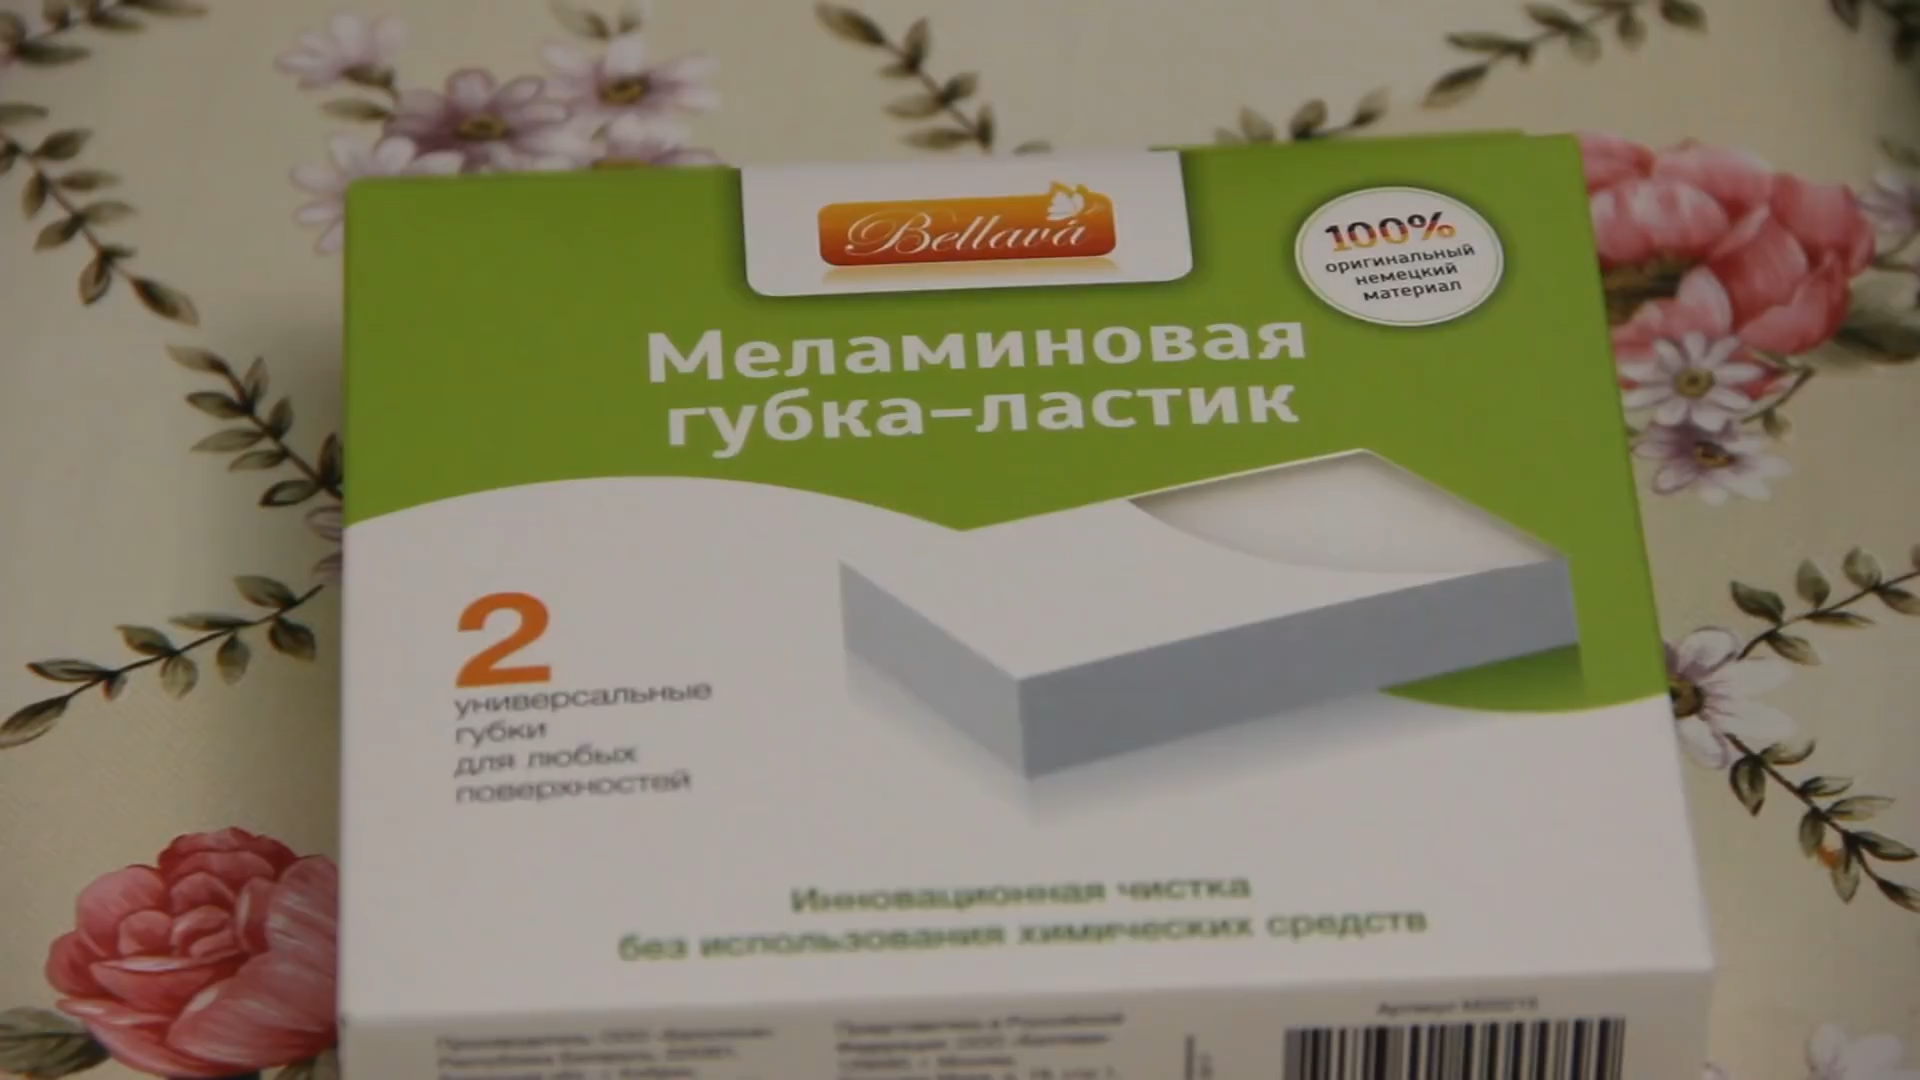 Bellava
100%
оригинальный
немецкий
материал
Меламиновая
губка-ластик
2
универсальные
губки
для любых
поверхностей
Инновационная чистка
без использования химических средств